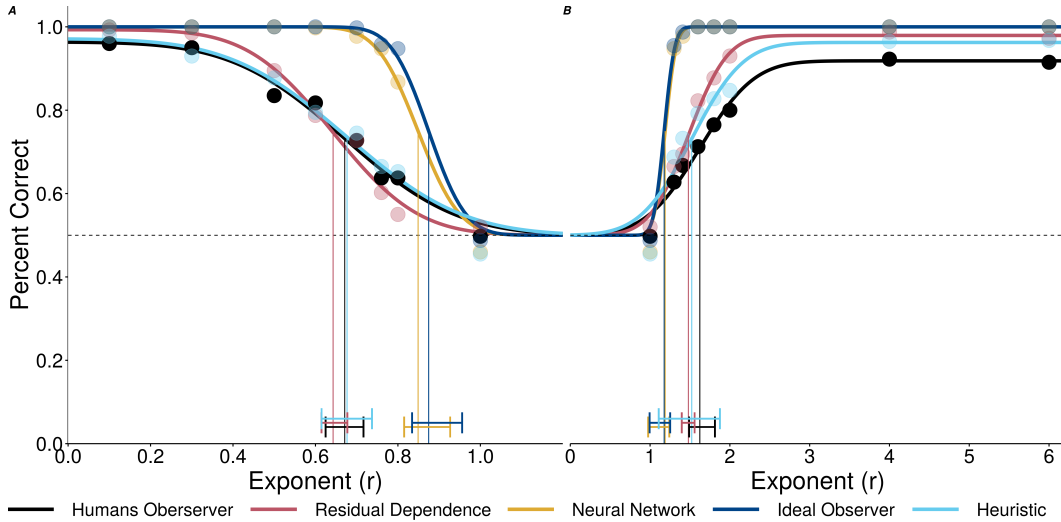 A
B
Percent Correct
1.0
0.8
0.6
0.4
0.2
0.0
0.0 0.2 0.4 0.6 0.8 1.0
0 1 2 3 4 5 6
Exponent (r)
Exponent (r)
Humans Oberserver Residual Dependence Neural Network Ideal Observer Heuristic